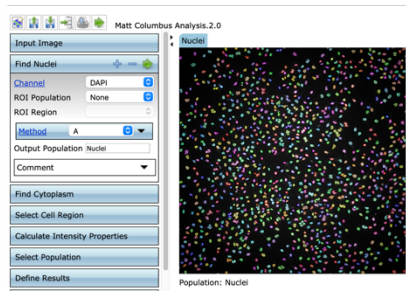 Matt Columbus Analysis.2.0
Input Image
Nuclei
Find Nuclei
Channel DAPI
ROI Population None
ROI Region
Method A
Output Population Nuclei
Comment
Find Cytoplasm
Select Cell Region
Calculate Intensity Properties
Select Population
Define Results
Population: Nuclei